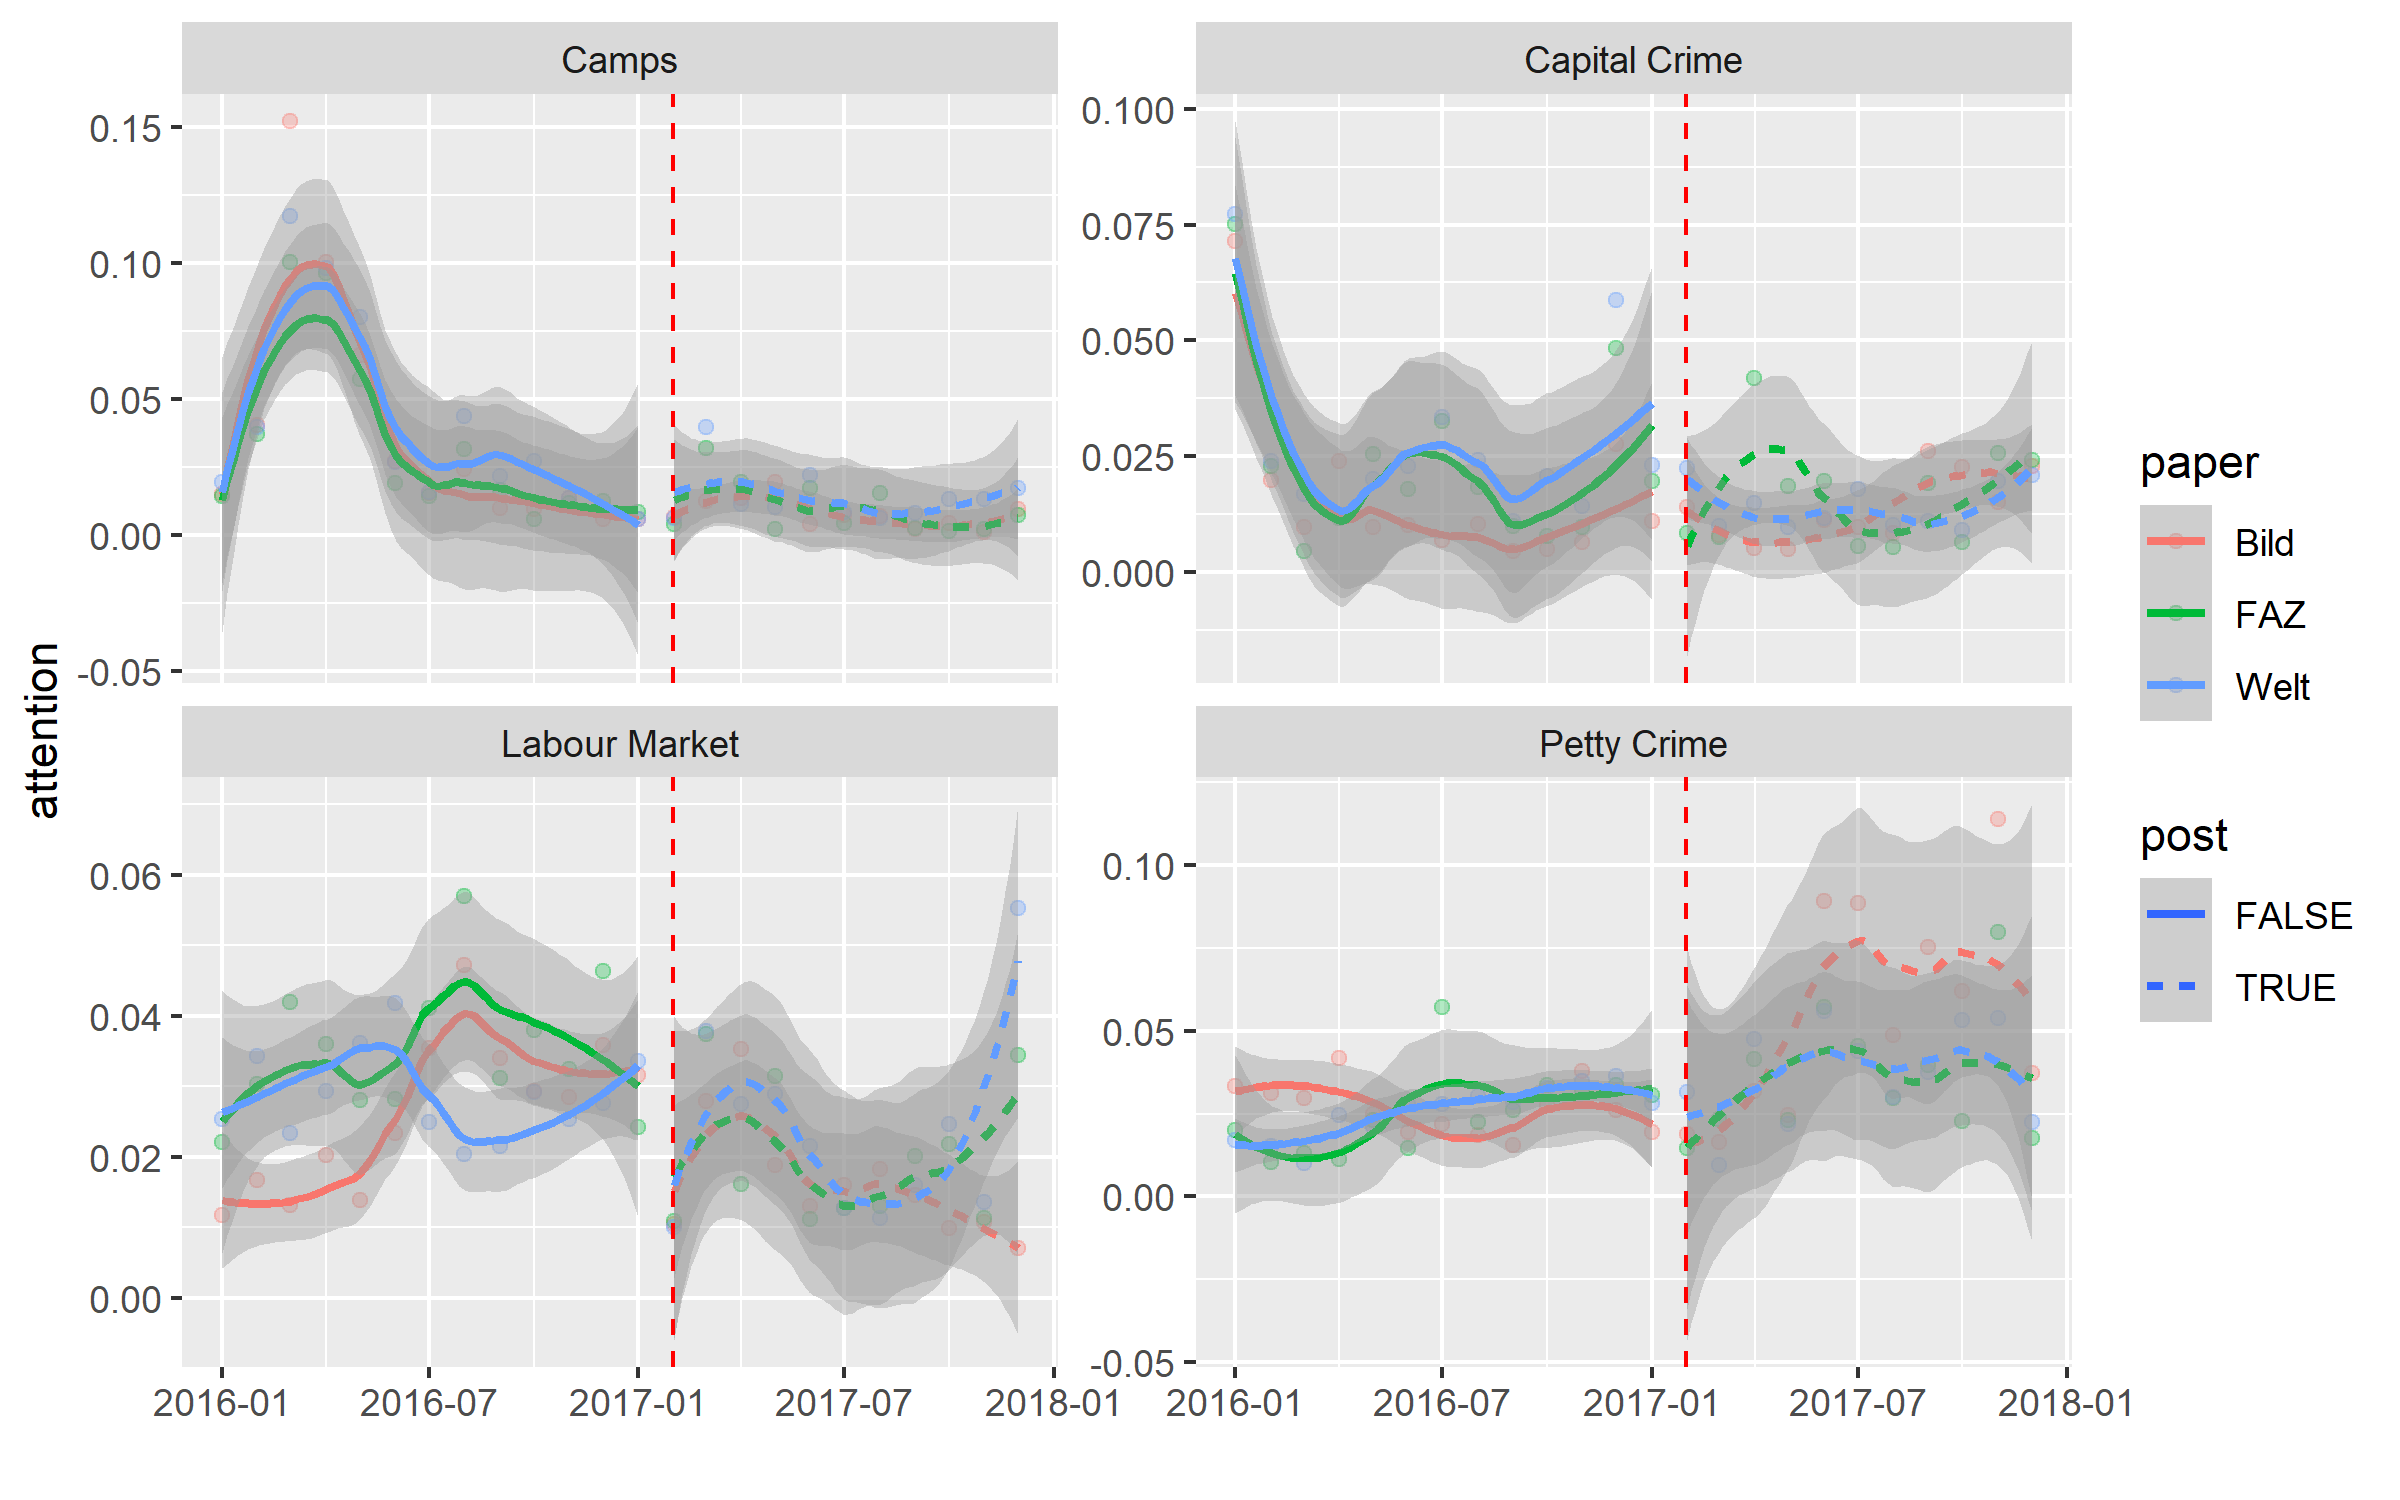 Camps
Capital Crime
0.15
0.10
0.05
0.00
-0.05
0.100
0.075
0.050
0.025
0.000
attention
Labour Market
Petty Crime
0.06
0.04
0.02
0.00
0.10
0.05
0.00
-0.05
2016-01 2016-07 2017-01 2017-07 2018-01
2016-01 2016-07 2017-01 2017-07 2018-01
paper
Bild
FAZ
Welt
post
FALSE
TRUE